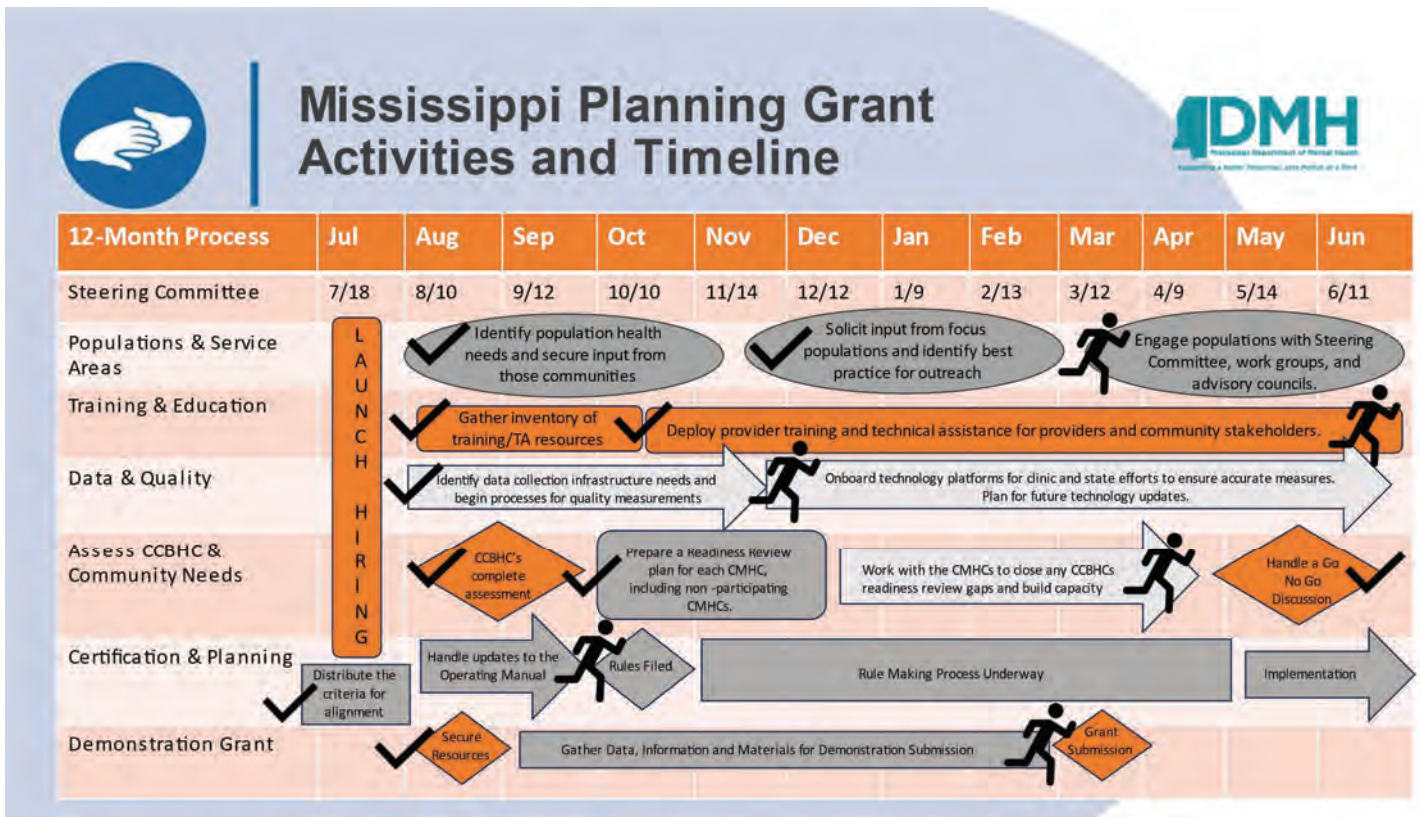 Mississippi Planning Grant
Activities and Timeline
DMH
Mississippi Department of Mental Health
12-Month Process Jul Aug Sep Oct Nov Dec Jan Feb Mar Apr May Jun
Steering Committee 7/18 8/10 9/12 10/10 11/14 12/12 1/9 2/13 3/12 4/9 5/14 6/11
LAUNCH HIRING
Populations & Service
Areas
Identify population health
needs and secure input from
those communities
Solicit input from focus
populations and identify best
practice for outreach
Engage populations with Steering
Committee, work groups, and
advisory councils.
Training & Education
Gather inventory of
training/TA resources
Deploy provider training and technical assistance for providers and community stakeholders.
Data & Quality
Identify data collection infrastructure needs and
begin processes for quality measurements
Onboard technology platforms for clinic and state efforts to ensure accurate measures.
Plan for future technology updates.
Assess CCBHC &
Community Needs
CCBHC's
complete
assessment
Prepare a Readiness Review
plan for each CMHC,
including non -participating
CMHCs.
Work with the CMHCs to close any CCBHCs
readiness review gaps and build capacity
Handle a Go
No Go
Discussion
Certification & Planning
Distribute the
criteria for
alignment
Handle updates to the
Operating Manual
Rules Filed
Rule Making Process Underway
Implementation
Demonstration Grant
Secure
Resources
Gather Data, Information and Materials for Demonstration Submission
Grant
Submission